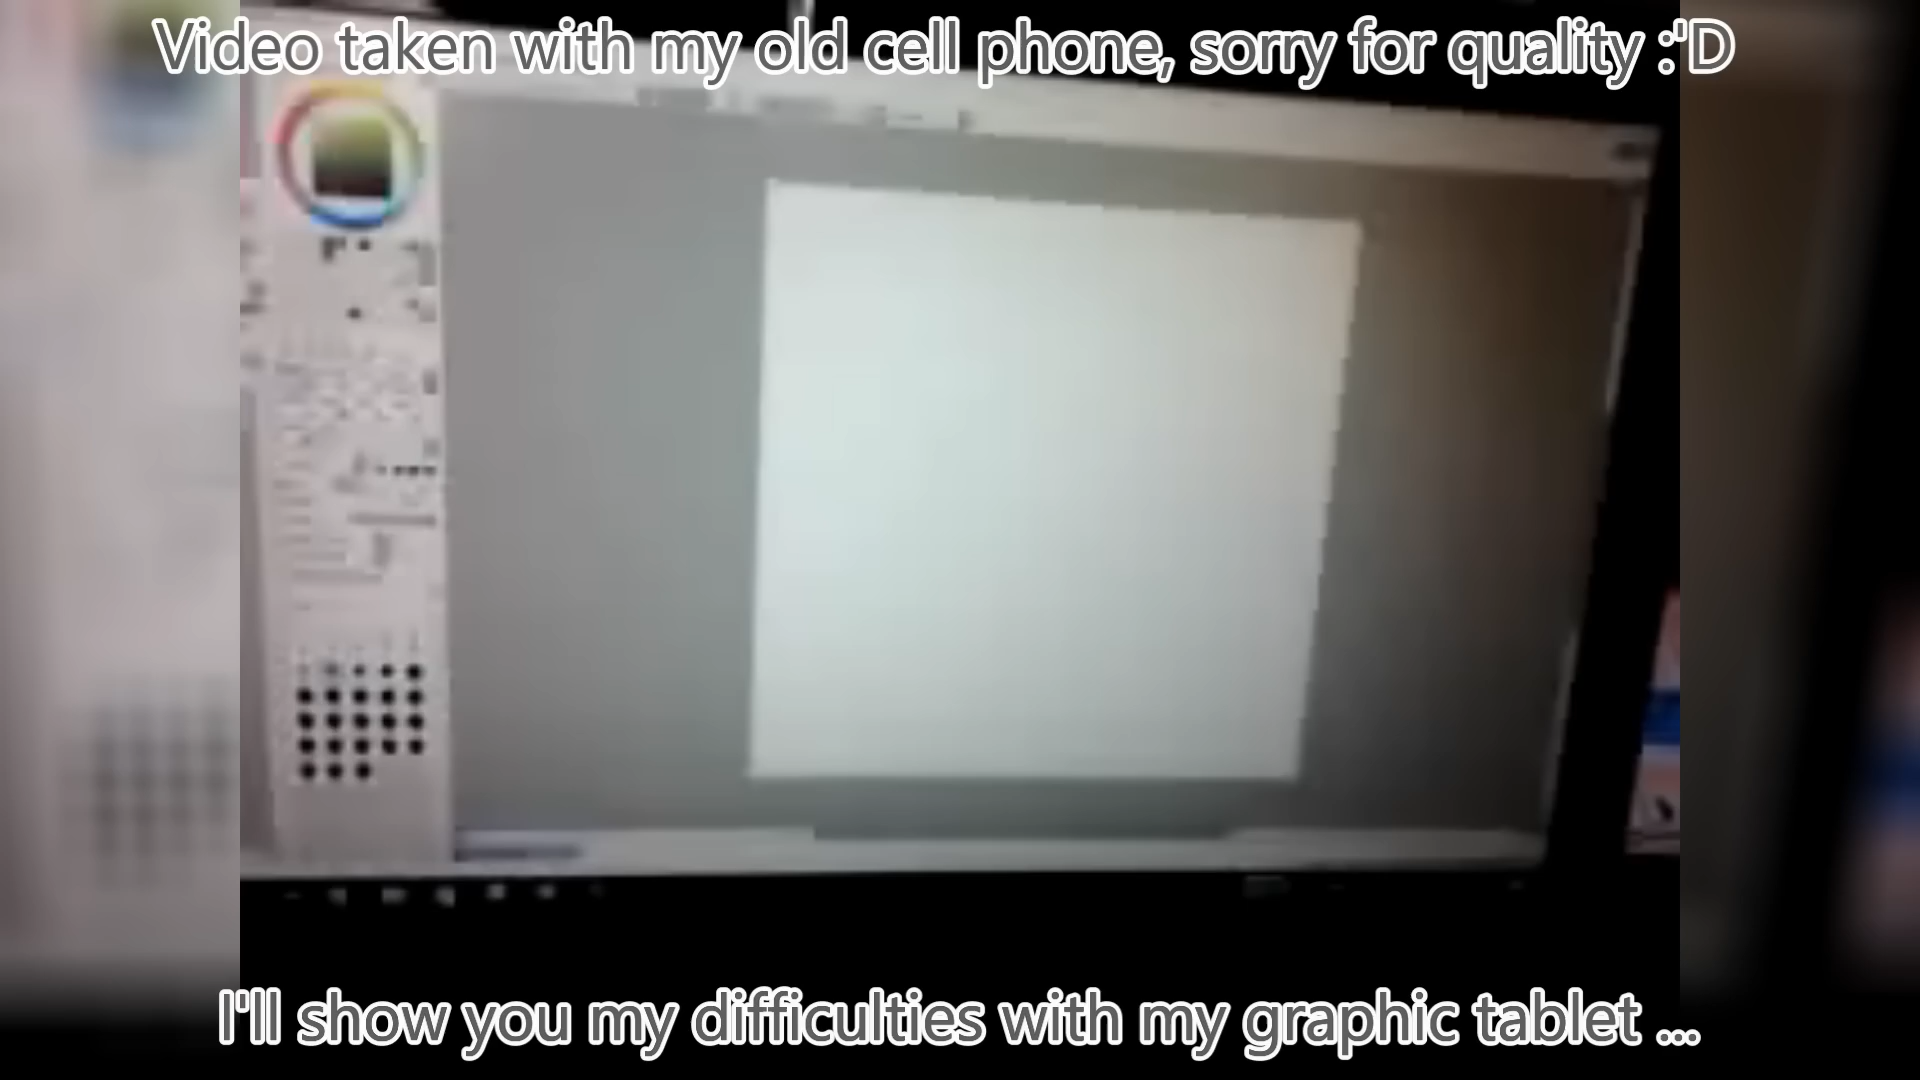 Video taken with my old cell phone, sorry for quality :'D
I'll show you my difficulties with my graphic tablet ...